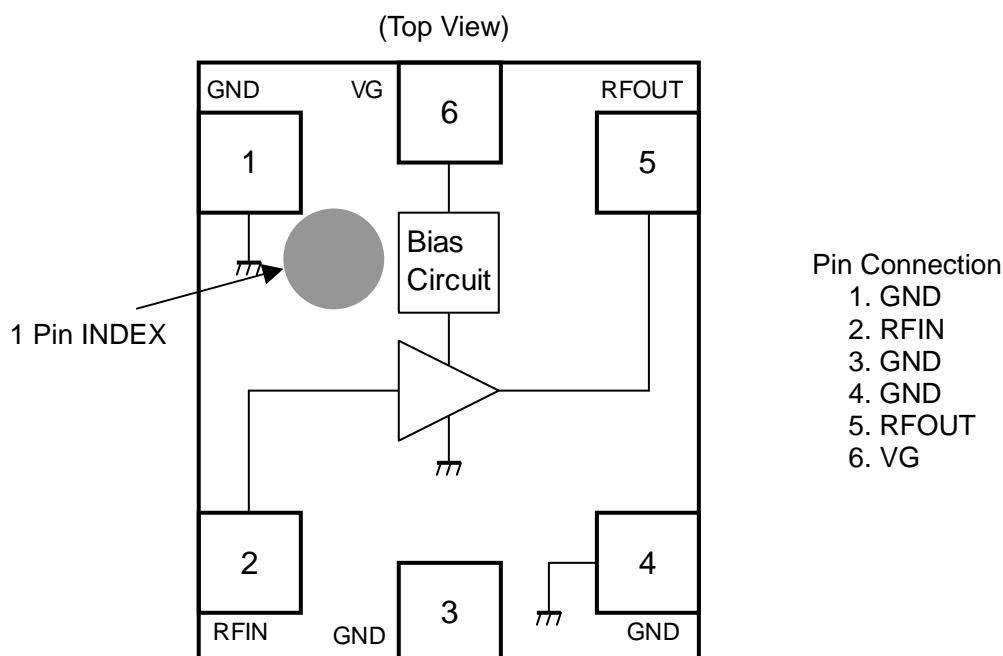 (Top View)
GND
VG
RFOUT
6
1
5
Bias
Circuit
1 Pin INDEX
Pin Connection
1. GND
2. RFIN
3. GND
4. GND
5. RFOUT
6. VG
2
4
3
RFIN
GND
GND